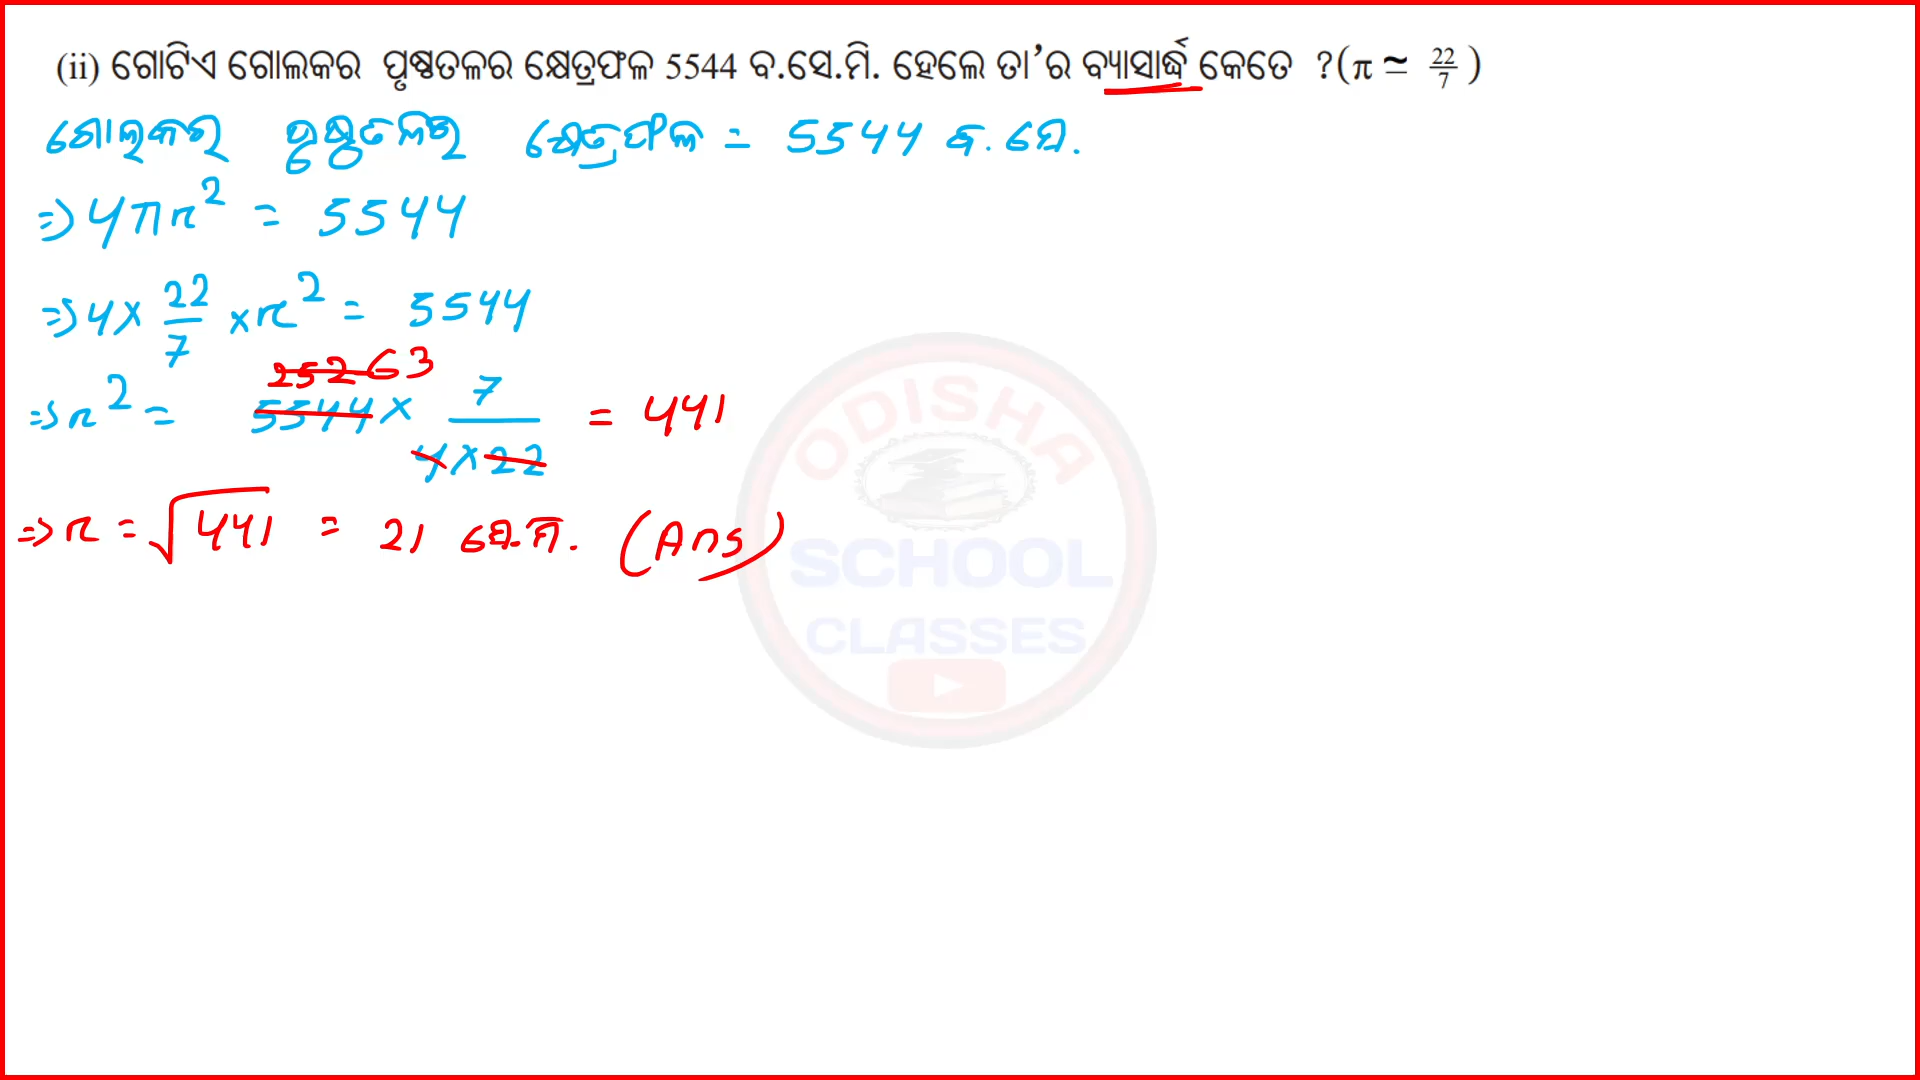 (ii) ଗୋଟିଏ ଗୋଲକର ପୃଷ୍ଠତଳର କ୍ଷେତ୍ରଫଳ 5544 ବ.ସେ.ମି. ହେଲେ ତା’ର ବ୍ୟାସାର୍ଦ୍ଧ କେତେ ?(π ≃ 22/7)
ଗୋଲକର ପୃଷ୍ଠତଳର କ୍ଷେତ୍ରଫଳ = 5544 ବ.ସେ.
⇒ 4πr² = 5544
⇒ 4 × 22/7 × r² = 5544
252 63
⇒ r² = 5544 × 7/(4×22) = 441
⇒ r = √441 = 21 ସେ.ମି. (Ans)
ODISHA
SCHOOL
CLASSES